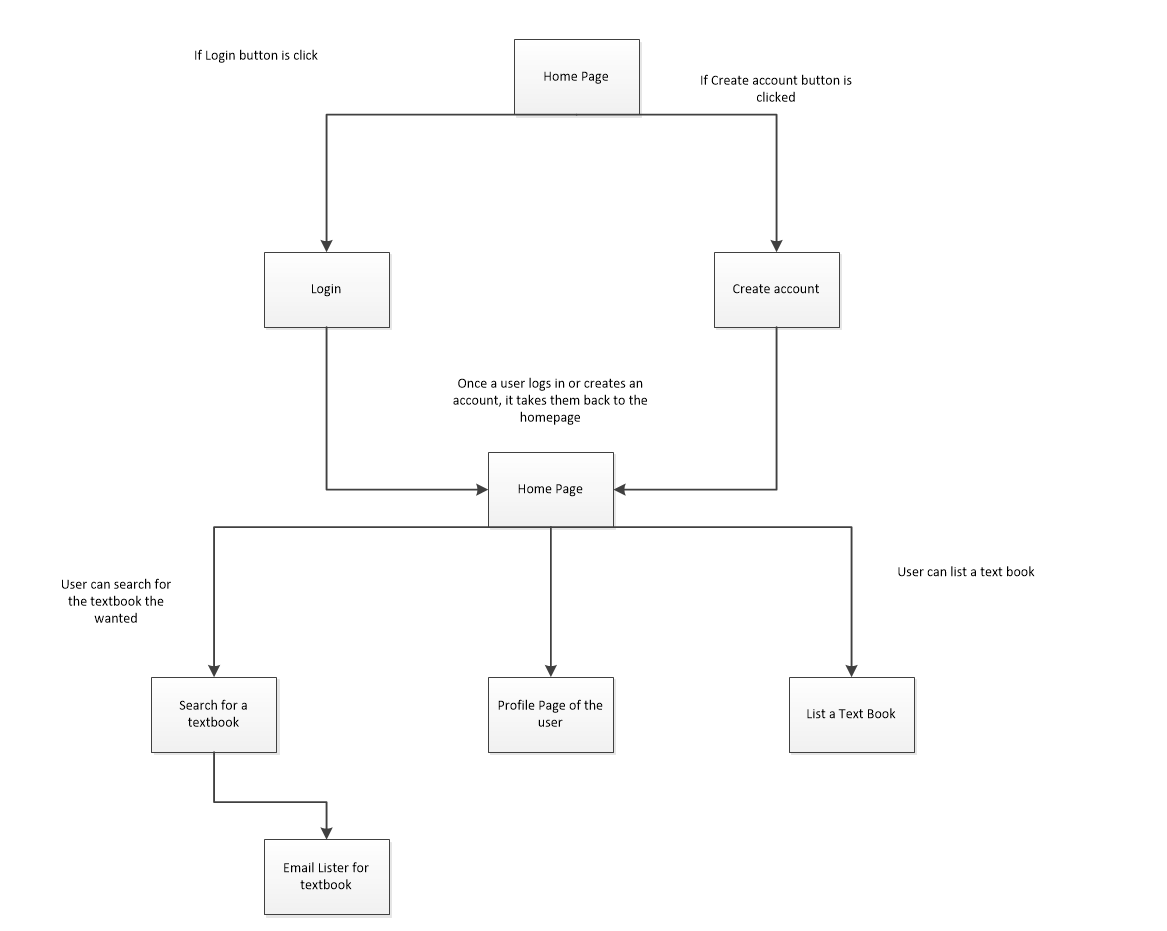 If Login button is click
Home Page
If Create account button is
clicked
Login
Create account
Once a user logs in or creates an
account, it takes them back to the
homepage
Home Page
User can search for
the textbook the
wanted
User can list a text book
Search for a
textbook
Profile Page of the
user
List a Text Book
Email Lister for
textbook